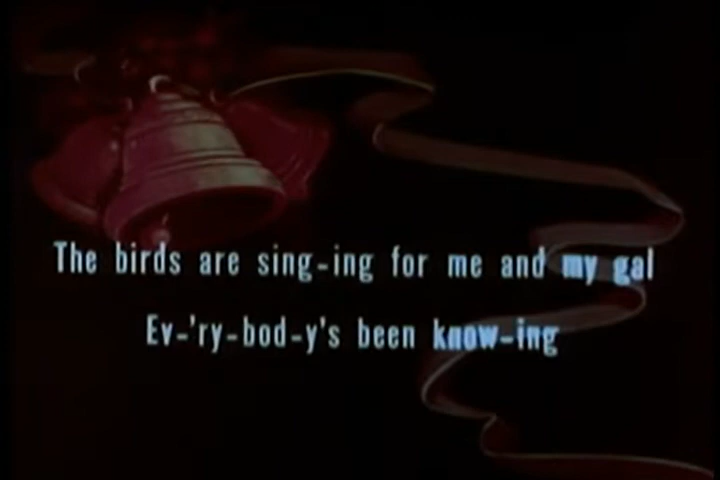 The birds are sing-ing for me and my gal
Ev-'ry-bod-y's been know-ing